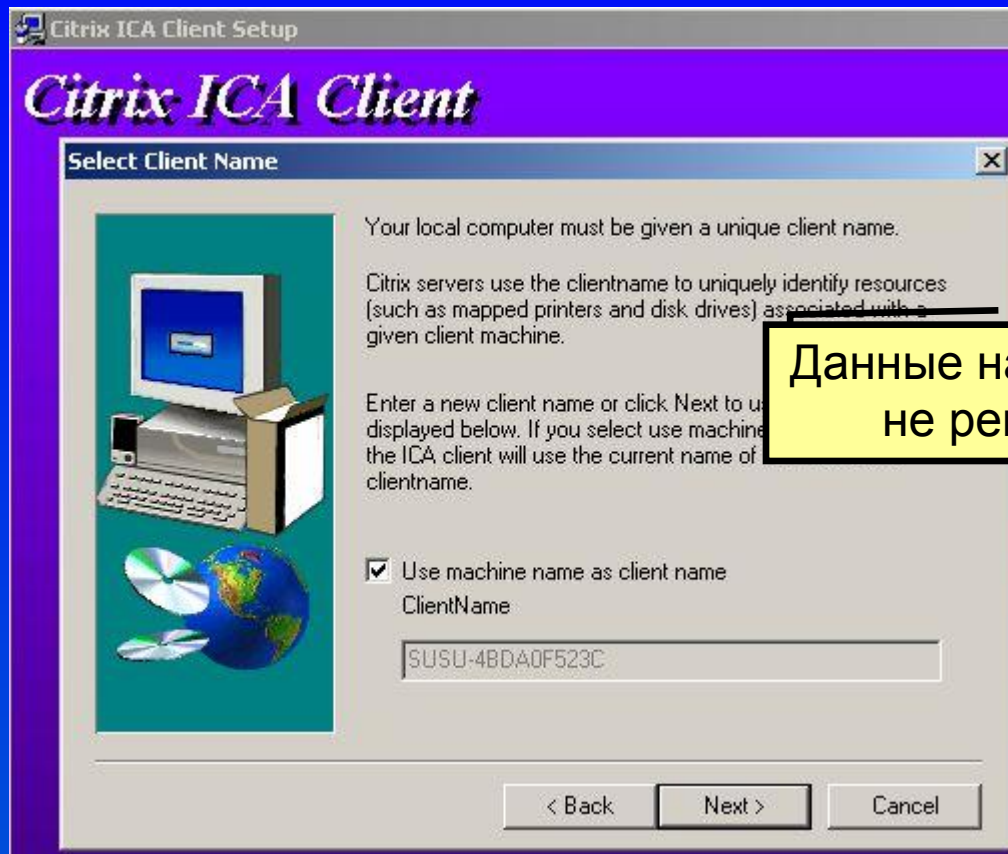 Citrix ICA Client Setup
Citrix ICA Client
Select Client Name
Your local computer must be given a unique client name.
Citrix servers use the clientname to uniquely identify resources
(such as mapped printers and disk drives) associated with a
given client machine.
Данные на
не ре
Enter a new client name or click Next to u
displayed below. If you select use machine
the ICA client will use the current name of
clientname.
Use machine name as client name
ClientName
SUSU-4BDA0F523C
< Back Next > Cancel